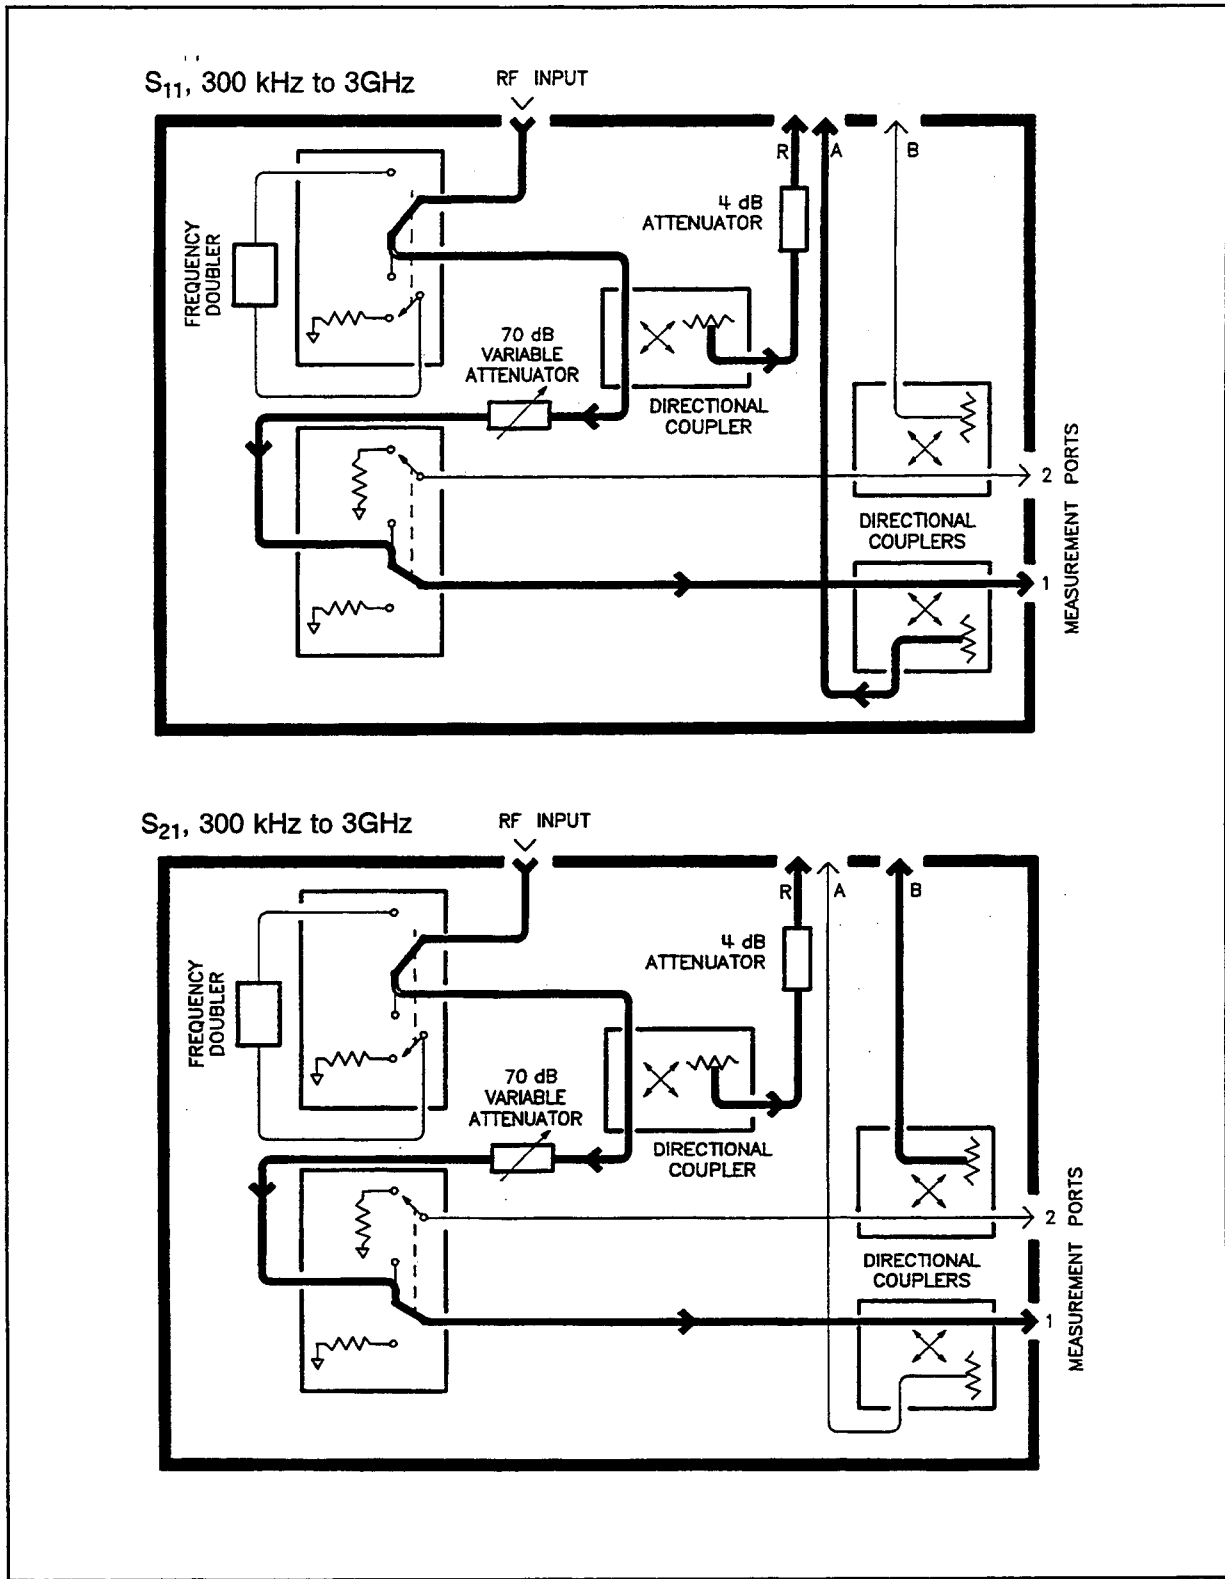 S11, 300 kHz to 3GHz
RF INPUT
R
A
B
4 dB
ATTENUATOR
FREQUENCY
DOUBLER
70 dB
VARIABLE
ATTENUATOR
DIRECTIONAL
COUPLER
2
DIRECTIONAL
COUPLERS
1
MEASUREMENT PORTS
S21, 300 kHz to 3GHz
RF INPUT
R
A
B
4 dB
ATTENUATOR
FREQUENCY
DOUBLER
70 dB
VARIABLE
ATTENUATOR
DIRECTIONAL
COUPLER
2
DIRECTIONAL
COUPLERS
1
MEASUREMENT PORTS